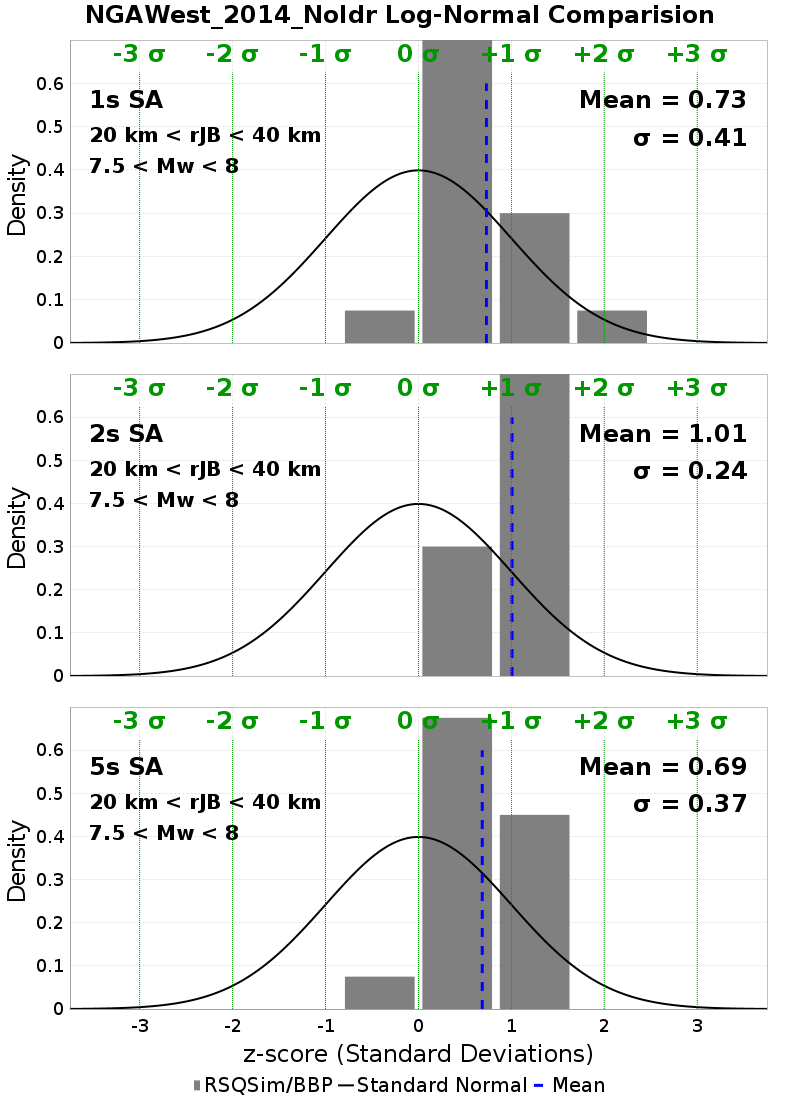 NGAWest_2014_NoIdr Log-Normal Comparision
-3 σ -2 σ -1 σ 0 σ +1 σ +2 σ +3 σ
1s SA
Mean = 0.73
20 km < rJB < 40 km
σ = 0.41
7.5 < Mw < 8
0.6
0.5
0.4
0.3
0.2
0.1
0
Density
-3 σ -2 σ -1 σ 0 σ +1 σ +2 σ +3 σ
2s SA
Mean = 1.01
20 km < rJB < 40 km
σ = 0.24
7.5 < Mw < 8
0.6
0.5
0.4
0.3
0.2
0.1
0
Density
-3 σ -2 σ -1 σ 0 σ +1 σ +2 σ +3 σ
5s SA
Mean = 0.69
20 km < rJB < 40 km
σ = 0.37
7.5 < Mw < 8
0.6
0.5
0.4
0.3
0.2
0.1
0
Density
-3 -2 -1 0 1 2 3
z-score (Standard Deviations)
RSQSim/BBP Standard Normal Mean